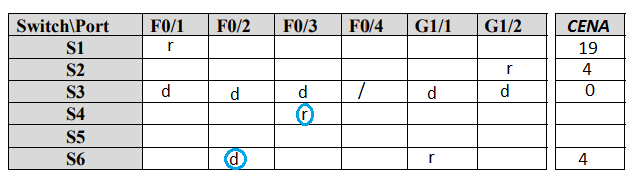 Switch\Port F0/1 F0/2 F0/3 F0/4 G1/1 G1/2 CENA
S1 r 19
S2 r 4
S3 d d d / d d 0
S4 r
S5
S6 d r 4